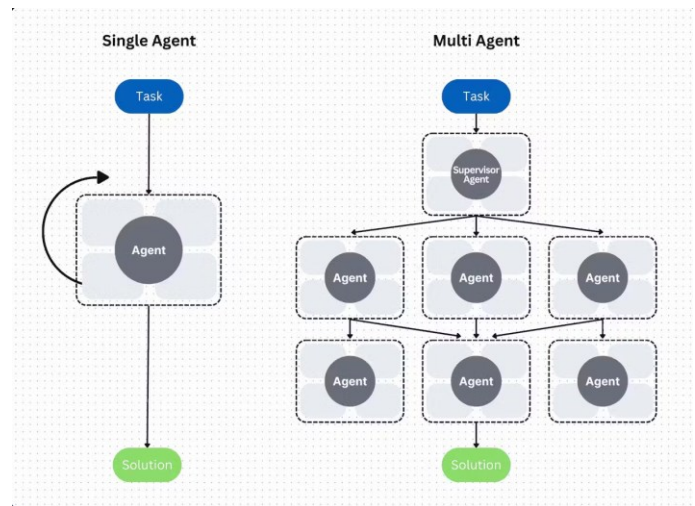 Single Agent
Task
Agent
Solution
Multi Agent
Task
Supervisor
Agent
Agent
Agent
Agent
Agent
Agent
Agent
Solution